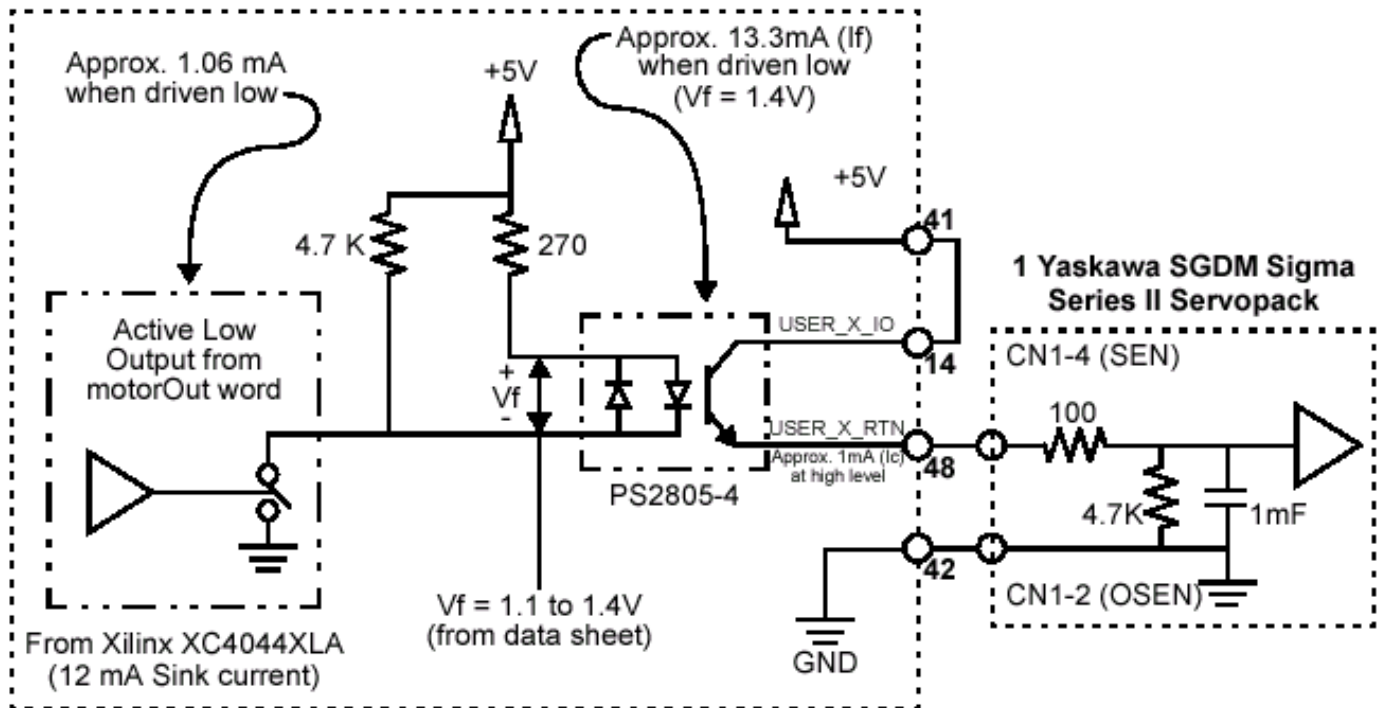 Approx. 1.06 mA
when driven low
+5V
Approx. 13.3mA (If)
when driven low
(Vf = 1.4V)
+5V
41
4.7 K
270
1 Yaskawa SGDM Sigma
Series II Servopack
Active Low
Output from
motorOut word
USER_X_IO
14
CN1-4 (SEN)
+
Vf
-
100
USER_X_RTN
Approx. 1mA (Ic)
at high level
48
PS2805-4
4.7K
1mF
42
CN1-2 (OSEN)
Vf = 1.1 to 1.4V
(from data sheet)
GND
From Xilinx XC4044XLA
(12 mA Sink current)